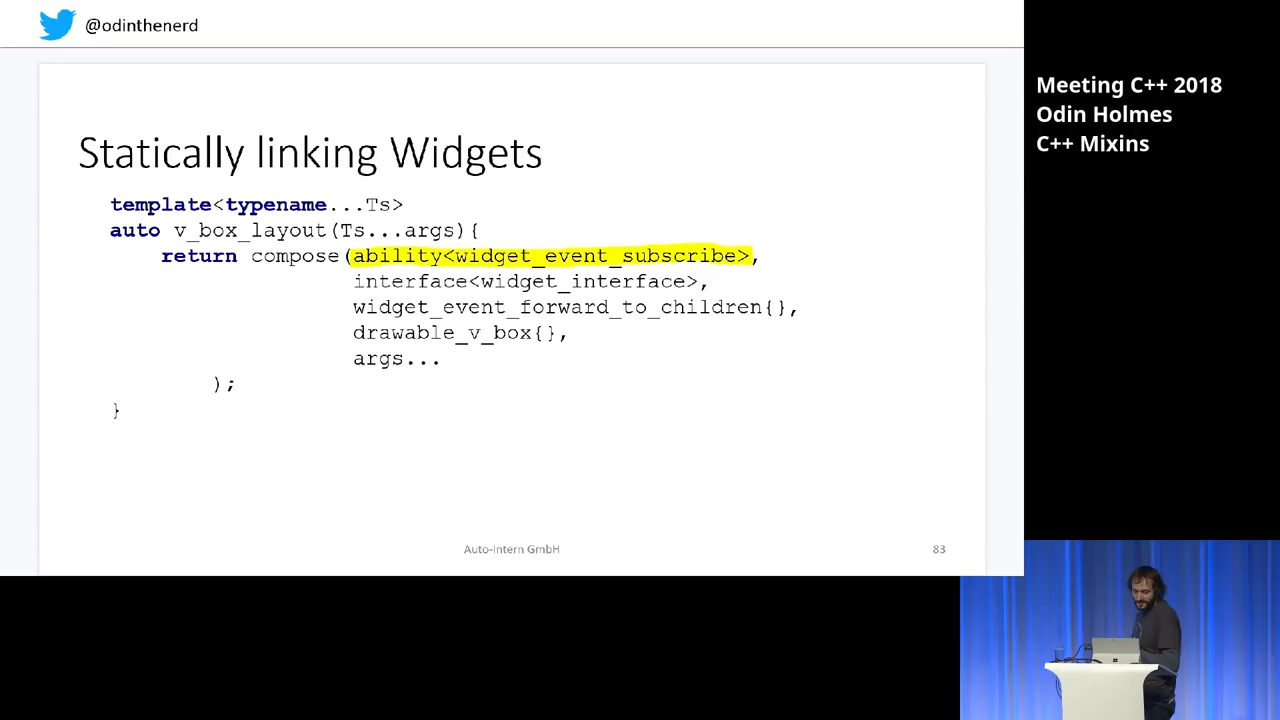 @odinthenerd
Meeting C++ 2018
Odin Holmes
C++ Mixins
Statically linking Widgets
template<typename...Ts>
auto v_box_layout(Ts...args){
return compose(ability<widget_event_subscribe>,
interface<widget_interface>,
widget_event_forward_to_children{},
drawable_v_box{},
args...
);
}
Auto-Intern GmbH
83